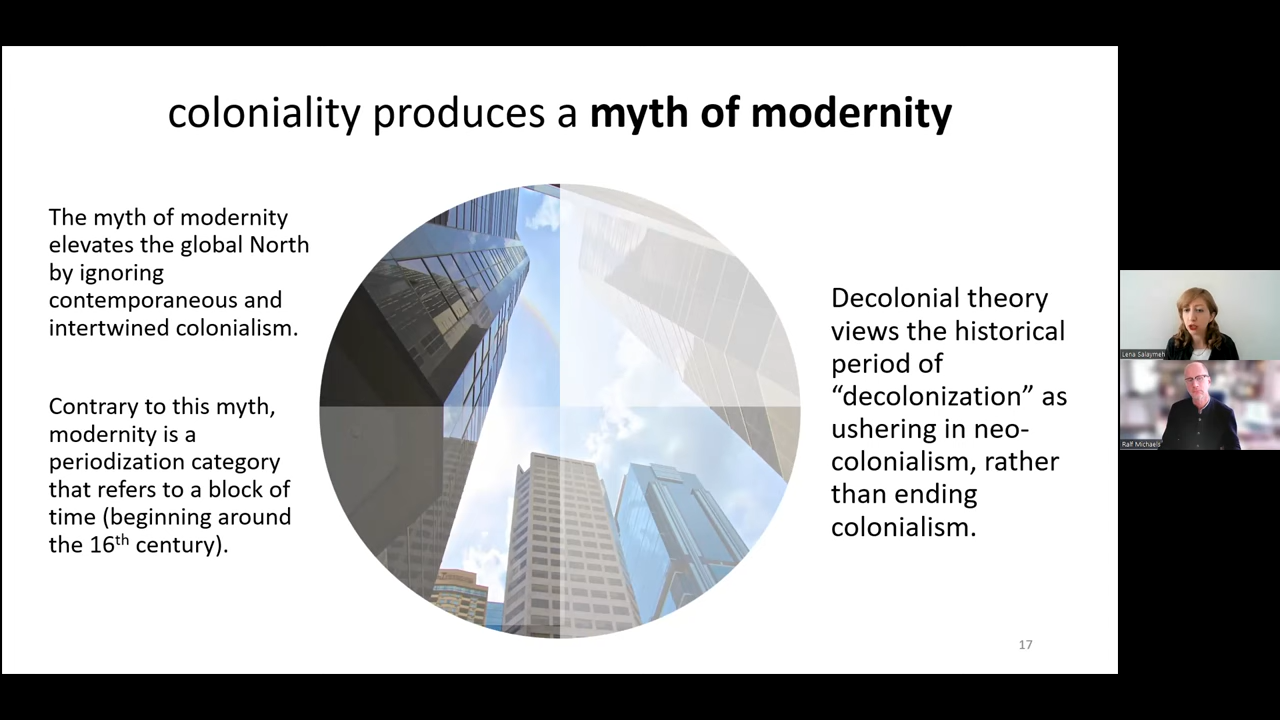 coloniality produces a myth of modernity
The myth of modernity
elevates the global North
by ignoring
contemporaneous and
intertwined colonialism.
Contrary to this myth,
modernity is a
periodization category
that refers to a block of
time (beginning around
the 16th century).
Decolonial theory
views the historical
period of
“decolonization” as
ushering in neo-
colonialism, rather
than ending
colonialism.
17
Lena Salaymeh
Ralf Michaels